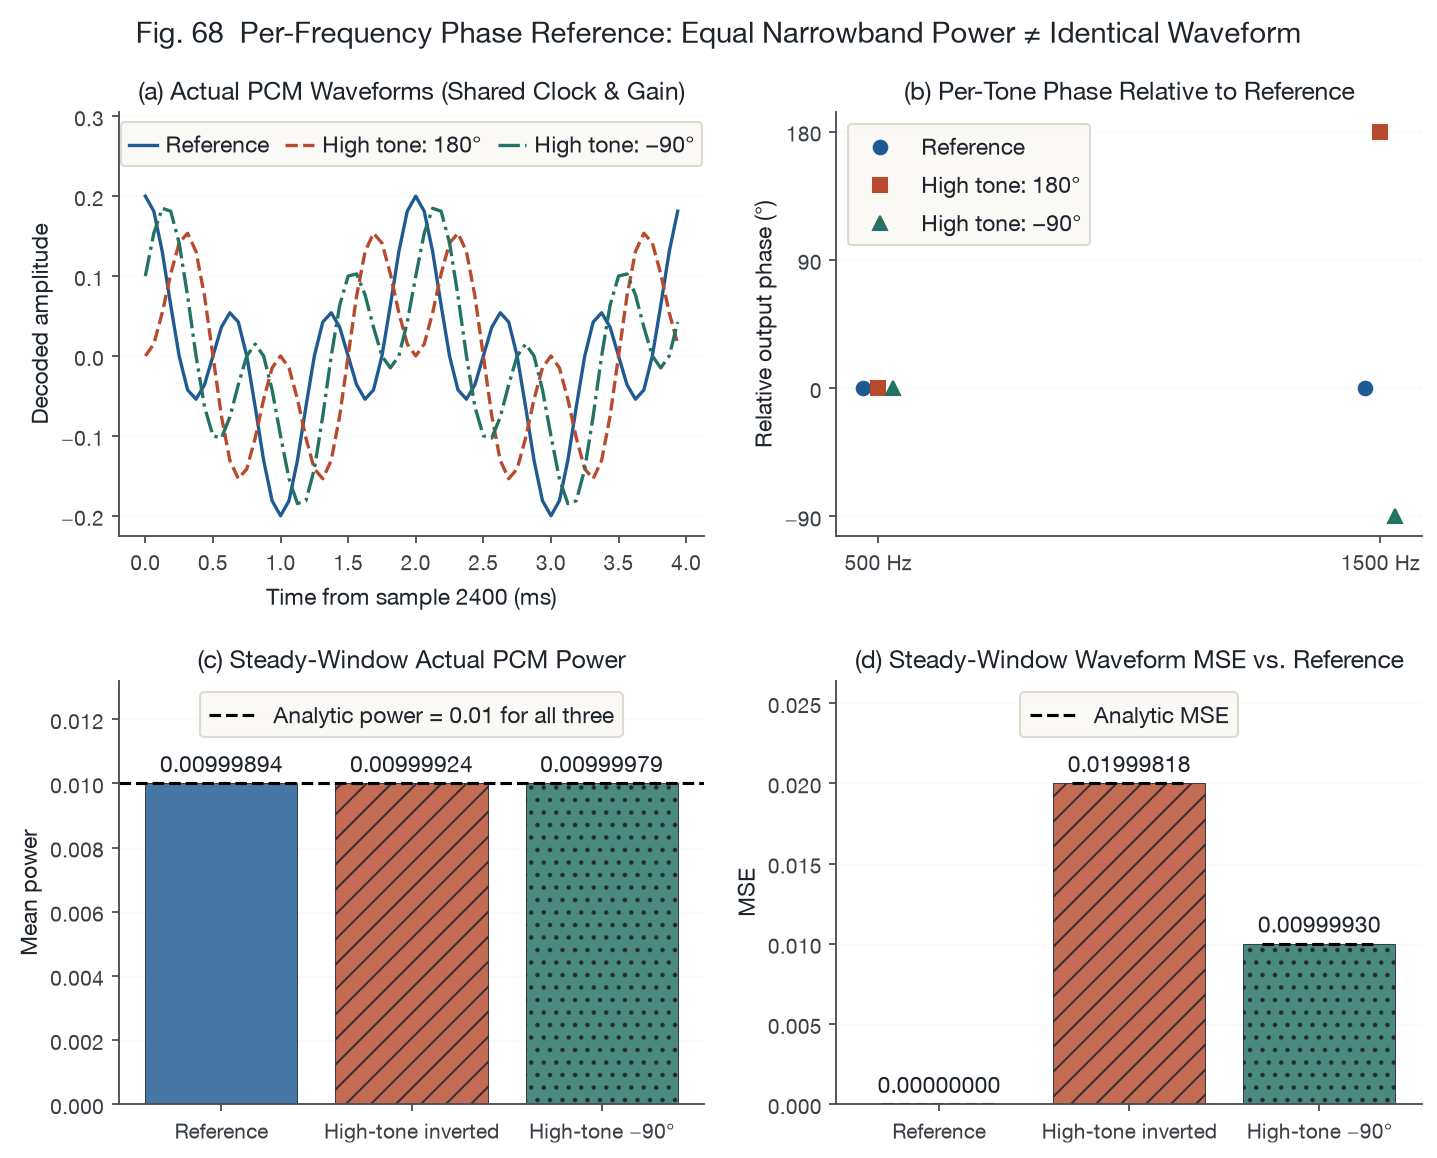 Fig. 68 Per-Frequency Phase Reference: Equal Narrowband Power ≠ Identical Waveform
(a) Actual PCM Waveforms (Shared Clock & Gain)
Reference
High tone: 180°
High tone: −90°
Decoded amplitude
0.3
0.2
0.1
0.0
−0.1
−0.2
0.0 0.5 1.0 1.5 2.0 2.5 3.0 3.5 4.0
Time from sample 2400 (ms)
(b) Per-Tone Phase Relative to Reference
Reference
High tone: 180°
High tone: −90°
Relative output phase (°)
180
90
0
−90
500 Hz 1500 Hz
(c) Steady-Window Actual PCM Power
Analytic power = 0.01 for all three
0.00999894 0.00999924 0.00999979
Mean power
0.012
0.010
0.008
0.006
0.004
0.002
0.000
Reference High-tone inverted High-tone −90°
(d) Steady-Window Waveform MSE vs. Reference
Analytic MSE
0.01999818
0.00999930
0.00000000
MSE
0.025
0.020
0.015
0.010
0.005
0.000
Reference High-tone inverted High-tone −90°